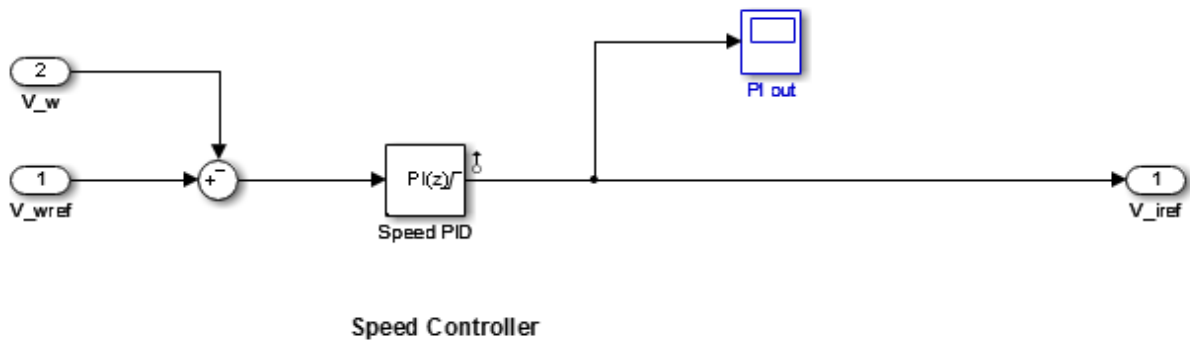 2
V_w
PI out
1
V_wref
+
−
PI(z)
Speed PID
1
V_iref
Speed Controller